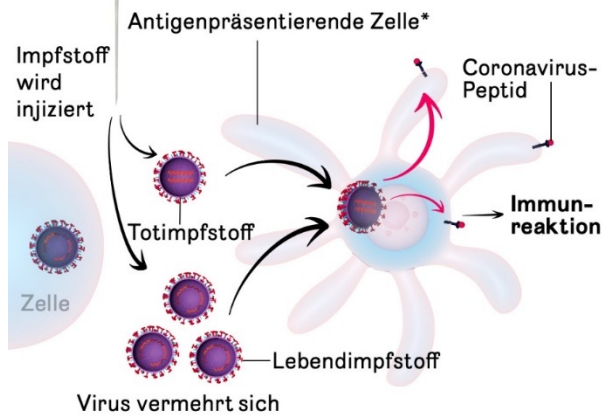 Antigenpräsentierende Zelle*
Impfstoff
wird
injiziert
Coronavirus-
Peptid
Totimpfstoff
Immun-
reaktion
Zelle
Lebendimpfstoff
Virus vermehrt sich